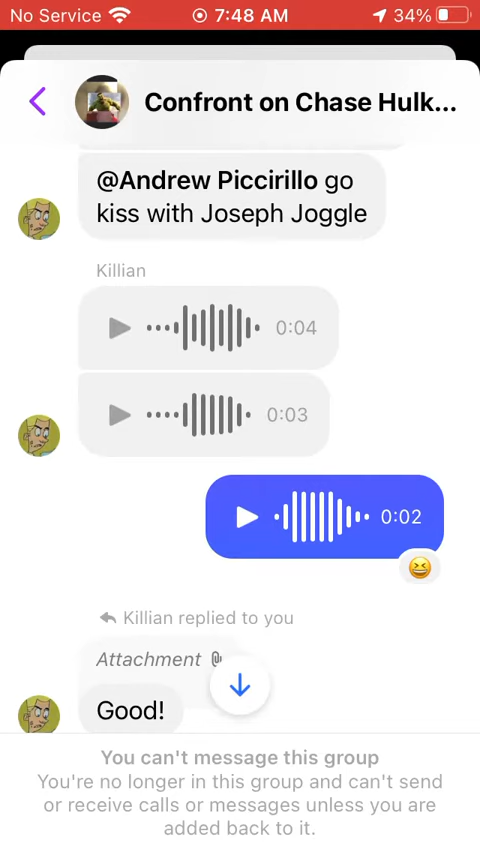 No Service 7:48 AM 34%
Confront on Chase Hulk...
@Andrew Piccirillo go
kiss with Joseph Joggle
Killian
0:04
0:03
0:02
Killian replied to you
Attachment
Good!
You can't message this group
You're no longer in this group and can't send
or receive calls or messages unless you are
added back to it.